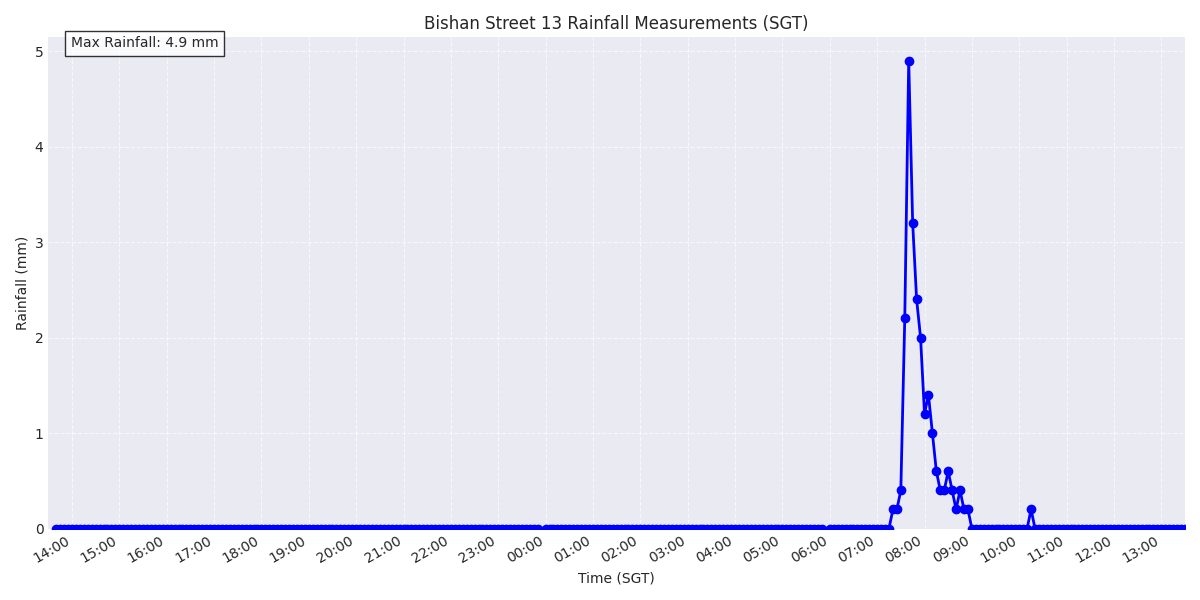 Bishan Street 13 Rainfall Measurements (SGT)
Max Rainfall: 4.9 mm
5
4
3
2
1
0
Rainfall (mm)
14:00 15:00 16:00 17:00 18:00 19:00 20:00 21:00 22:00 23:00 00:00 01:00 02:00 03:00 04:00 05:00 06:00 07:00 08:00 09:00 10:00 11:00 12:00 13:00
Time (SGT)